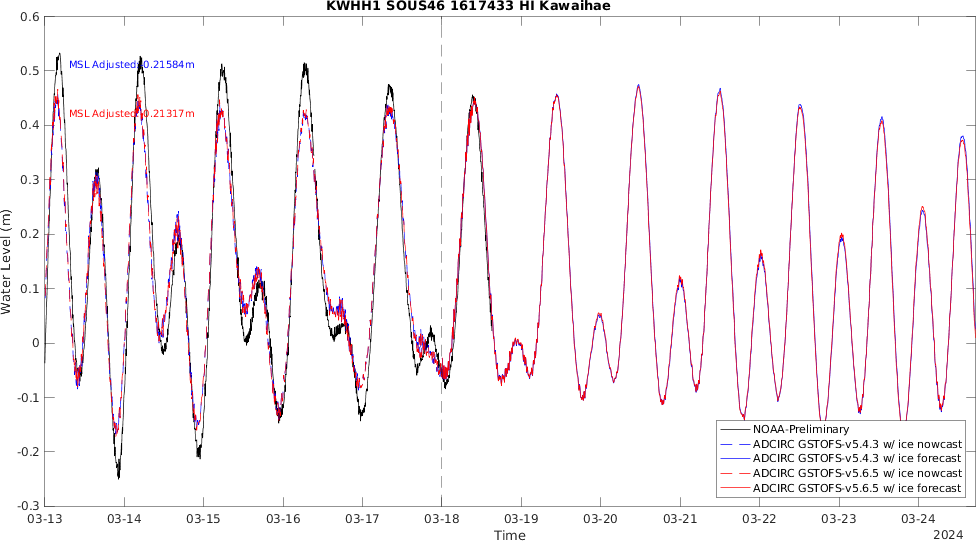 KWHH1 SOUS46 1617433 HI Kawaihae
0.6
0.5
0.4
0.3
0.2
0.1
0
-0.1
-0.2
-0.3
Water Level (m)
MSL Adjusted: 0.21584m
MSL Adjusted: 0.21317m
NOAA-Preliminary
ADCIRC GSTOFS-v5.4.3 w/ ice nowcast
ADCIRC GSTOFS-v5.4.3 w/ ice forecast
ADCIRC GSTOFS-v5.6.5 w/ ice nowcast
ADCIRC GSTOFS-v5.6.5 w/ ice forecast
03-13 03-14 03-15 03-16 03-17 03-18 03-19 03-20 03-21 03-22 03-23 03-24
Time
2024